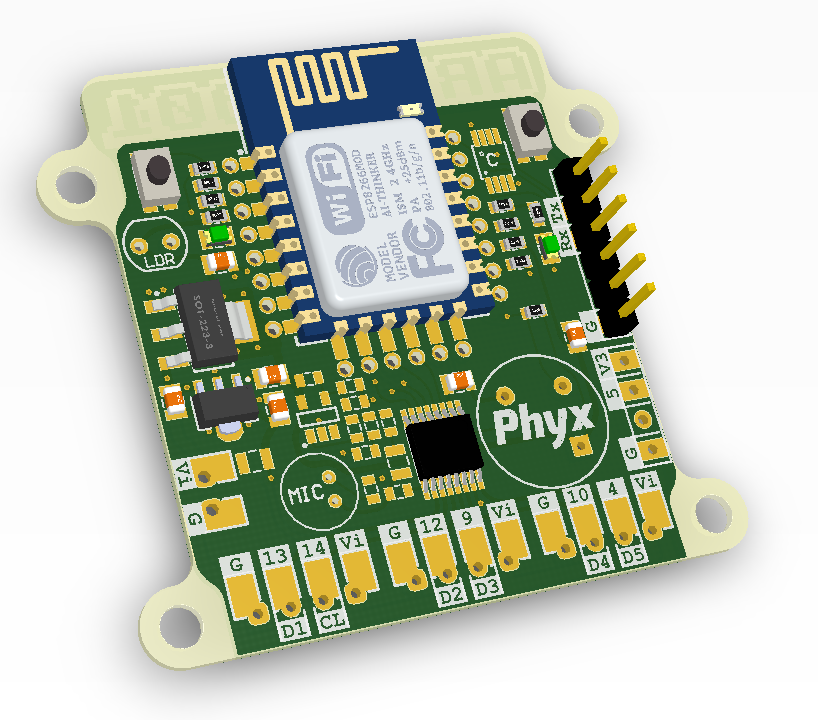 WiFi
MODEL
VENDOR
ESP8266MOD
AI-THINKER
ISM 2.4GHz
PA +25dBm
802.11b/g/n
FC
°C
Tx
Rx
LDR
SOT-223-3
G
V3
5
G
Phyx
Vi
G
MIC
G
13
14
Vi
G
12
9
Vi
G
10
4
Vi
D1
CL
D2
D3
D4
D5